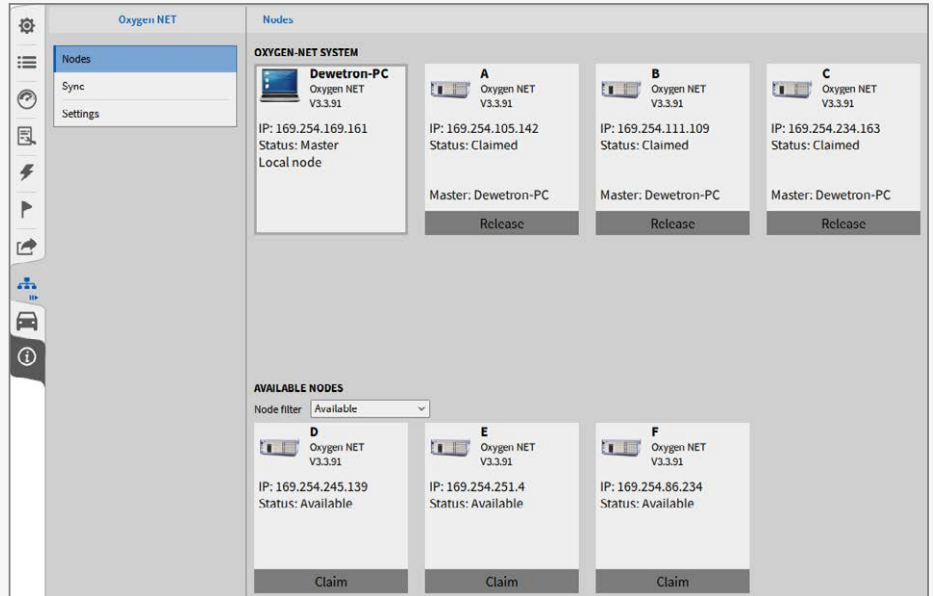 Oxygen NET
Nodes
Nodes
Sync
Settings
OXYGEN-NET SYSTEM
Dewetron-PC
Oxygen NET
V3.3.91
IP: 169.254.169.161
Status: Master
Local node
A
Oxygen NET
V3.3.91
IP: 169.254.105.142
Status: Claimed
Master: Dewetron-PC
Release
B
Oxygen NET
V3.3.91
IP: 169.254.111.109
Status: Claimed
Master: Dewetron-PC
Release
C
Oxygen NET
V3.3.91
IP: 169.254.234.163
Status: Claimed
Master: Dewetron-PC
Release
AVAILABLE NODES
Node filter Available
D
Oxygen NET
V3.3.91
IP: 169.254.245.139
Status: Available
Claim
E
Oxygen NET
V3.3.91
IP: 169.254.251.4
Status: Available
Claim
F
Oxygen NET
V3.3.91
IP: 169.254.86.234
Status: Available
Claim